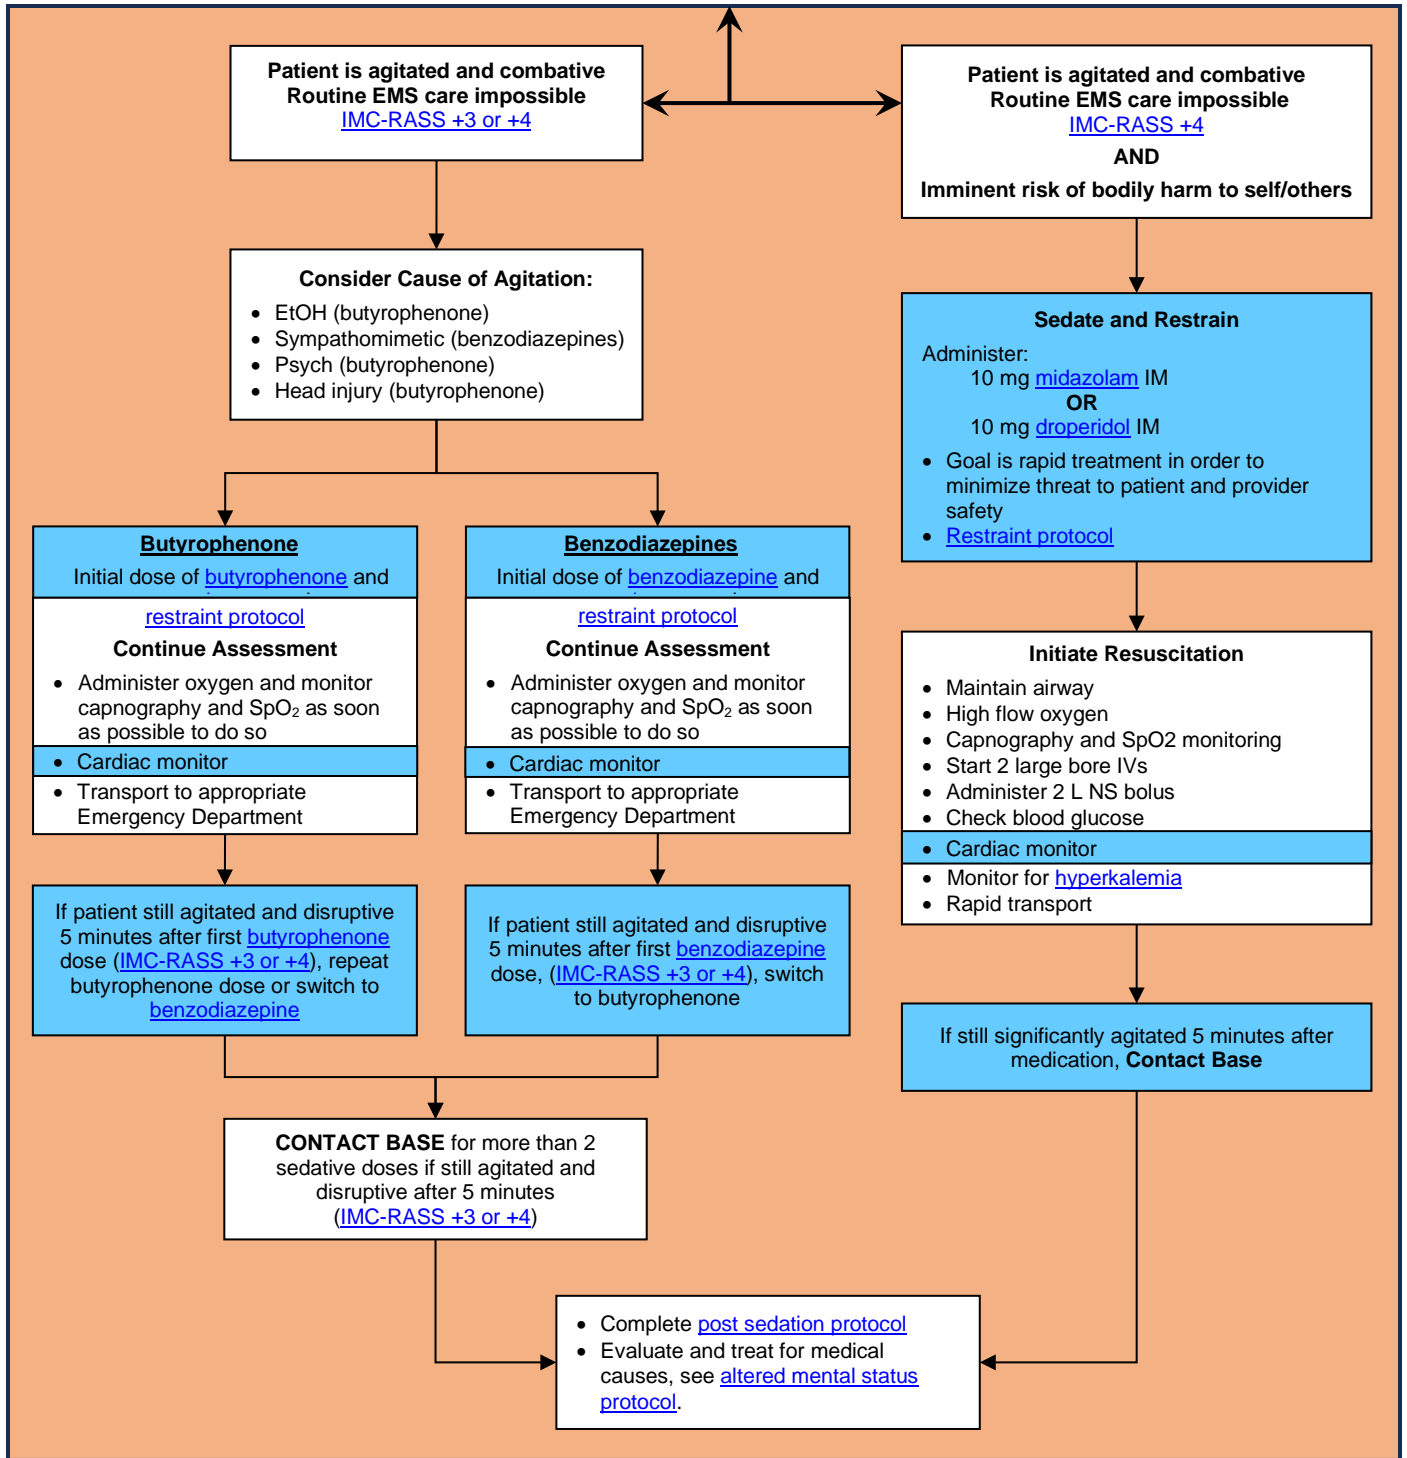 Patient is agitated and combative
Routine EMS care impossible
IMC-RASS +3 or +4
Patient is agitated and combative
Routine EMS care impossible
IMC-RASS +4
AND
Imminent risk of bodily harm to self/others
Consider Cause of Agitation:
• EtOH (butyrophenone)
• Sympathomimetic (benzodiazepines)
• Psych (butyrophenone)
• Head injury (butyrophenone)
Sedate and Restrain
Administer:
10 mg midazolam IM
OR
10 mg droperidol IM
• Goal is rapid treatment in order to
minimize threat to patient and provider
safety
• Restraint protocol
Butyrophenone
Initial dose of butyrophenone and
restraint protocol
Continue Assessment
• Administer oxygen and monitor
capnography and SpO₂ as soon
as possible to do so
• Cardiac monitor
• Transport to appropriate
Emergency Department
Benzodiazepines
Initial dose of benzodiazepine and
restraint protocol
Continue Assessment
• Administer oxygen and monitor
capnography and SpO₂ as soon
as possible to do so
• Cardiac monitor
• Transport to appropriate
Emergency Department
Initiate Resuscitation
• Maintain airway
• High flow oxygen
• Capnography and SpO2 monitoring
• Start 2 large bore IVs
• Administer 2 L NS bolus
• Check blood glucose
• Cardiac monitor
• Monitor for hyperkalemia
• Rapid transport
If patient still agitated and disruptive
5 minutes after first butyrophenone
dose (IMC-RASS +3 or +4), repeat
butyrophenone dose or switch to
benzodiazepine
If patient still agitated and disruptive
5 minutes after first benzodiazepine
dose, (IMC-RASS +3 or +4), switch
to butyrophenone
If still significantly agitated 5 minutes after
medication, Contact Base
CONTACT BASE for more than 2
sedative doses if still agitated and
disruptive after 5 minutes
(IMC-RASS +3 or +4)
• Complete post sedation protocol
• Evaluate and treat for medical
causes, see altered mental status
protocol.